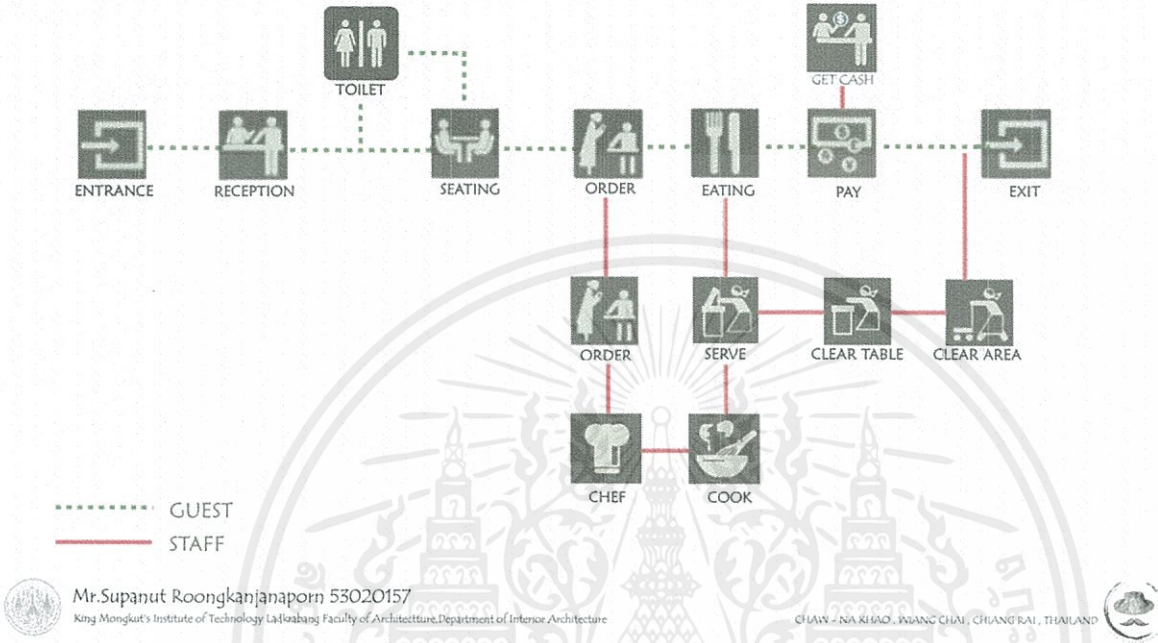 TOILET
GET CASH
ENTRANCE
RECEPTION
SEATING
ORDER
EATING
PAY
EXIT
ORDER
SERVE
CLEAR TABLE
CLEAR AREA
CHEF
COOK
GUEST
STAFF
Mr.Supanut Roongkanjanaporn 53020157
King Mongkut's Institute of Technology Ladkrabang Faculty of Architectture,Department of Interior Architecture
CHAW - NA KHAO , WIANG CHAI , CHIANG RAI , THAILAND